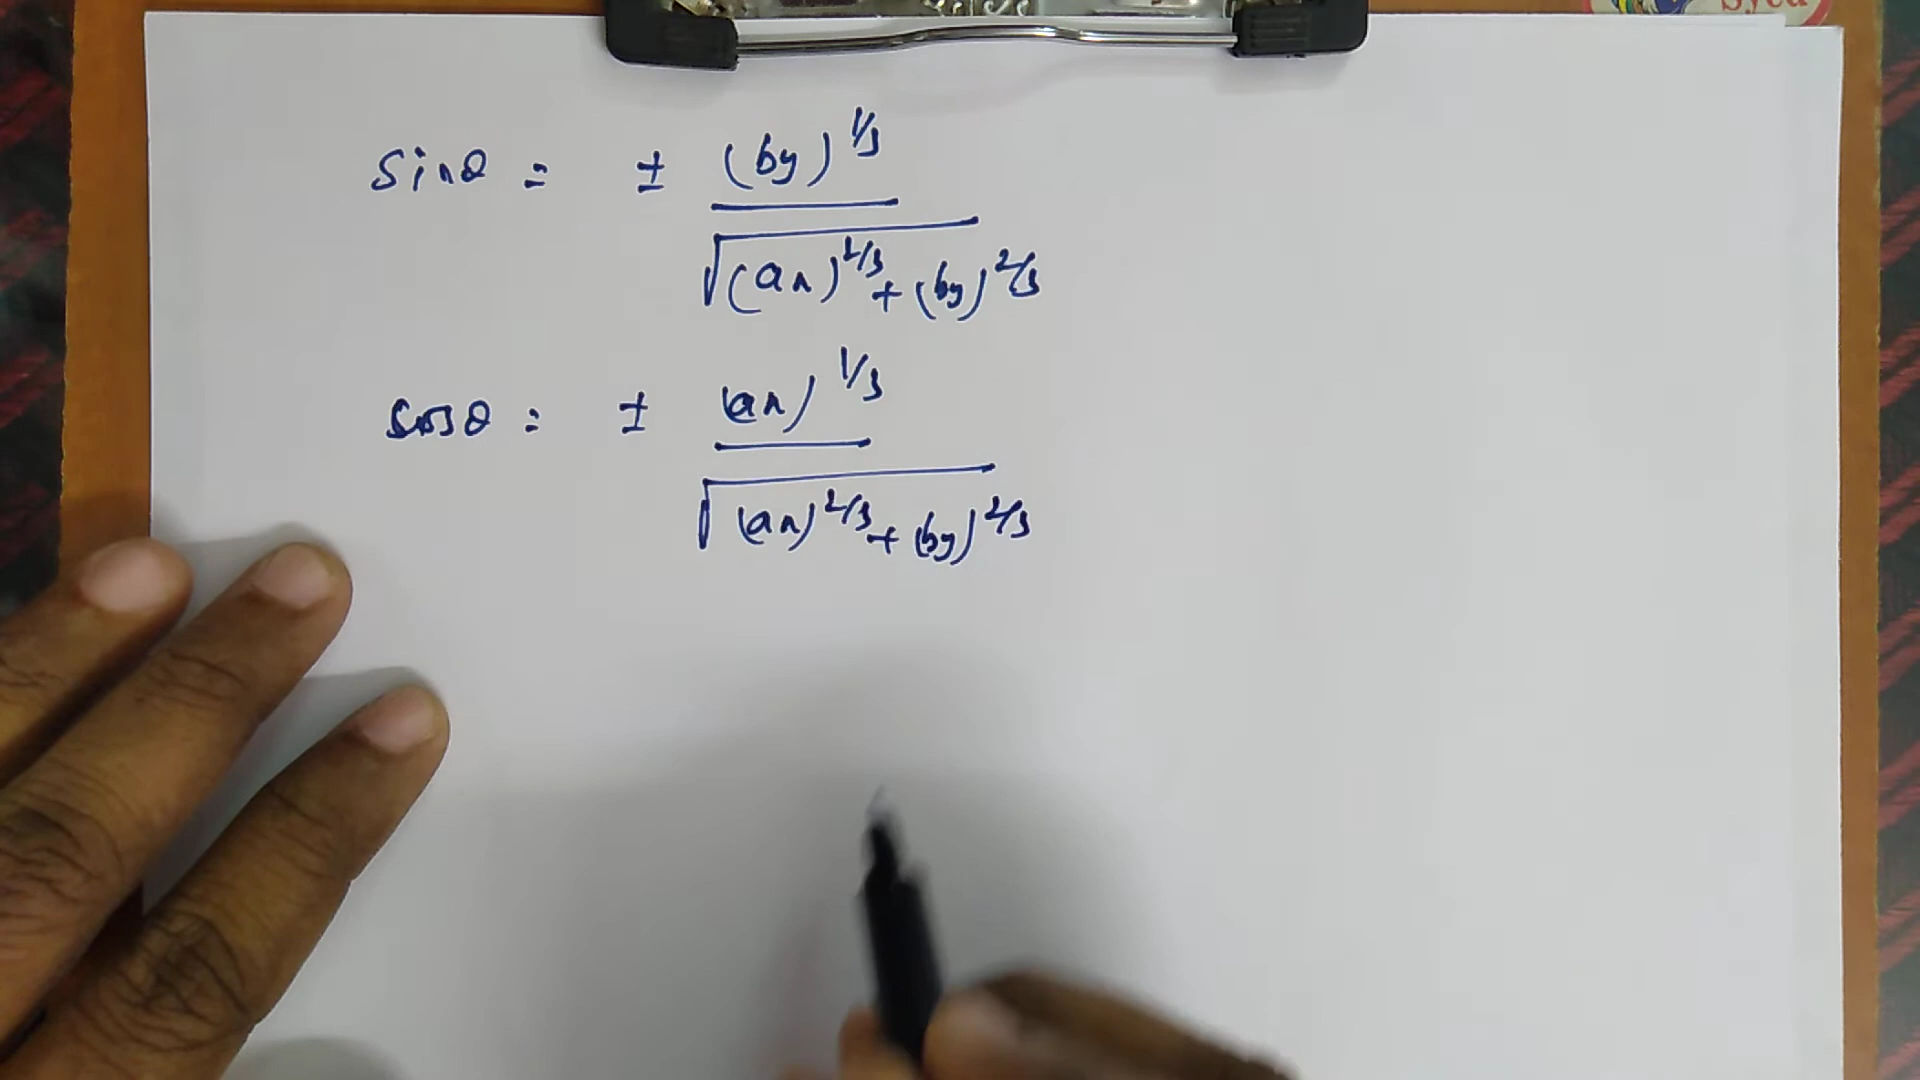 Syed
sinθ = ± (by)^1/3
√(ax)^2/3 + (by)^2/3
cosθ = ± (ax)^1/3
√(ax)^2/3 + (by)^2/3